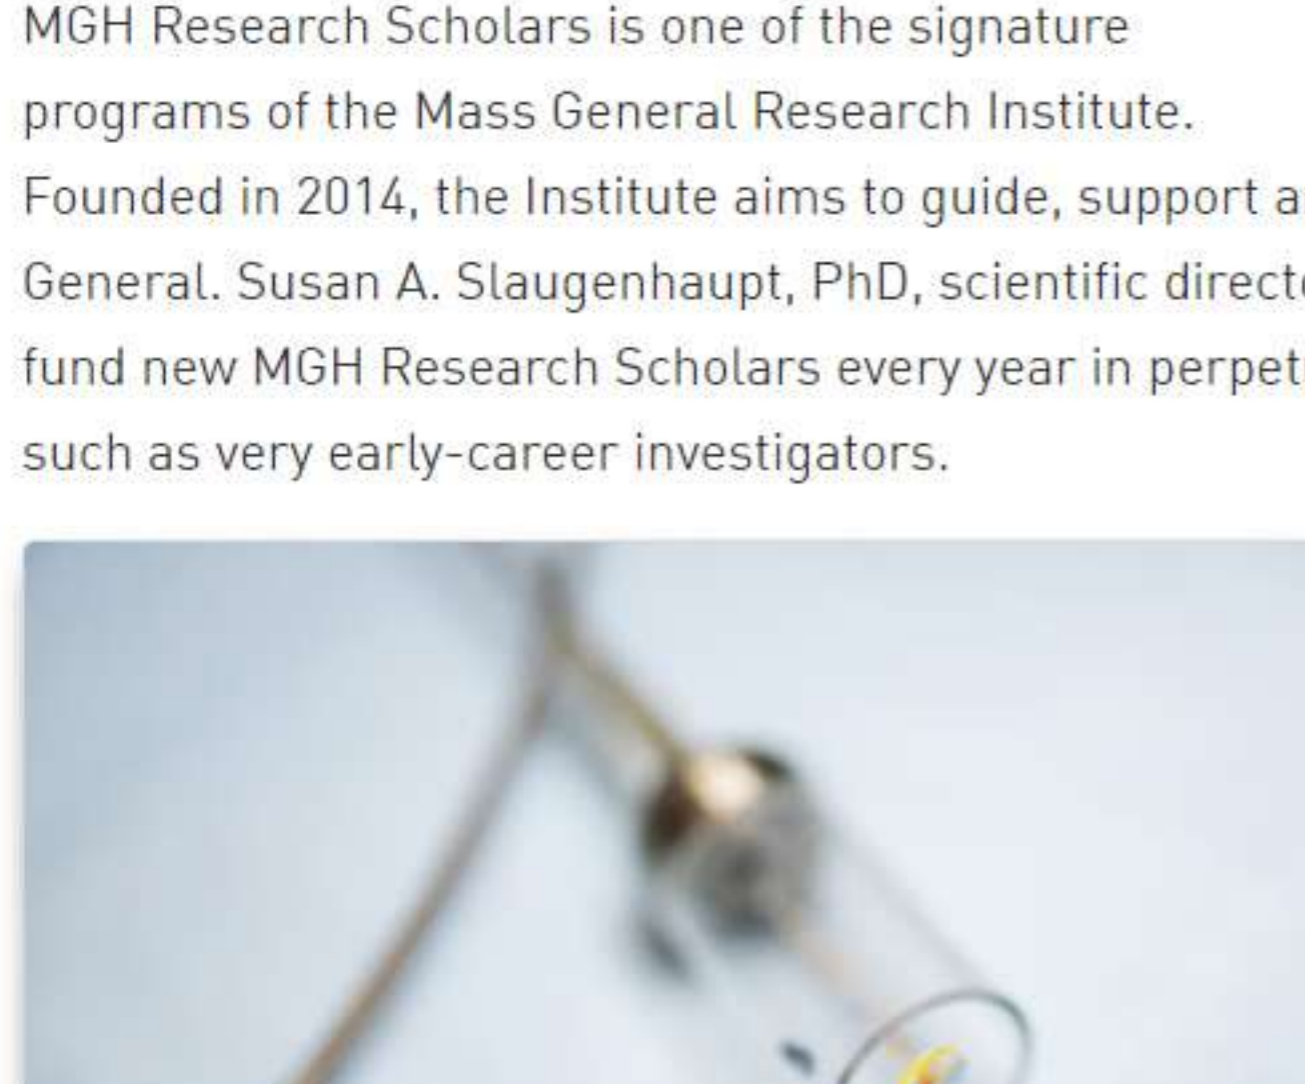 MGH Research Scholars is one of the signature
programs of the Mass General Research Institute.
Founded in 2014, the Institute aims to guide, support
General. Susan A. Slaugenhaupt, PhD, scientific
fund new MGH Research Scholars every year in
such as very early-career investigators.